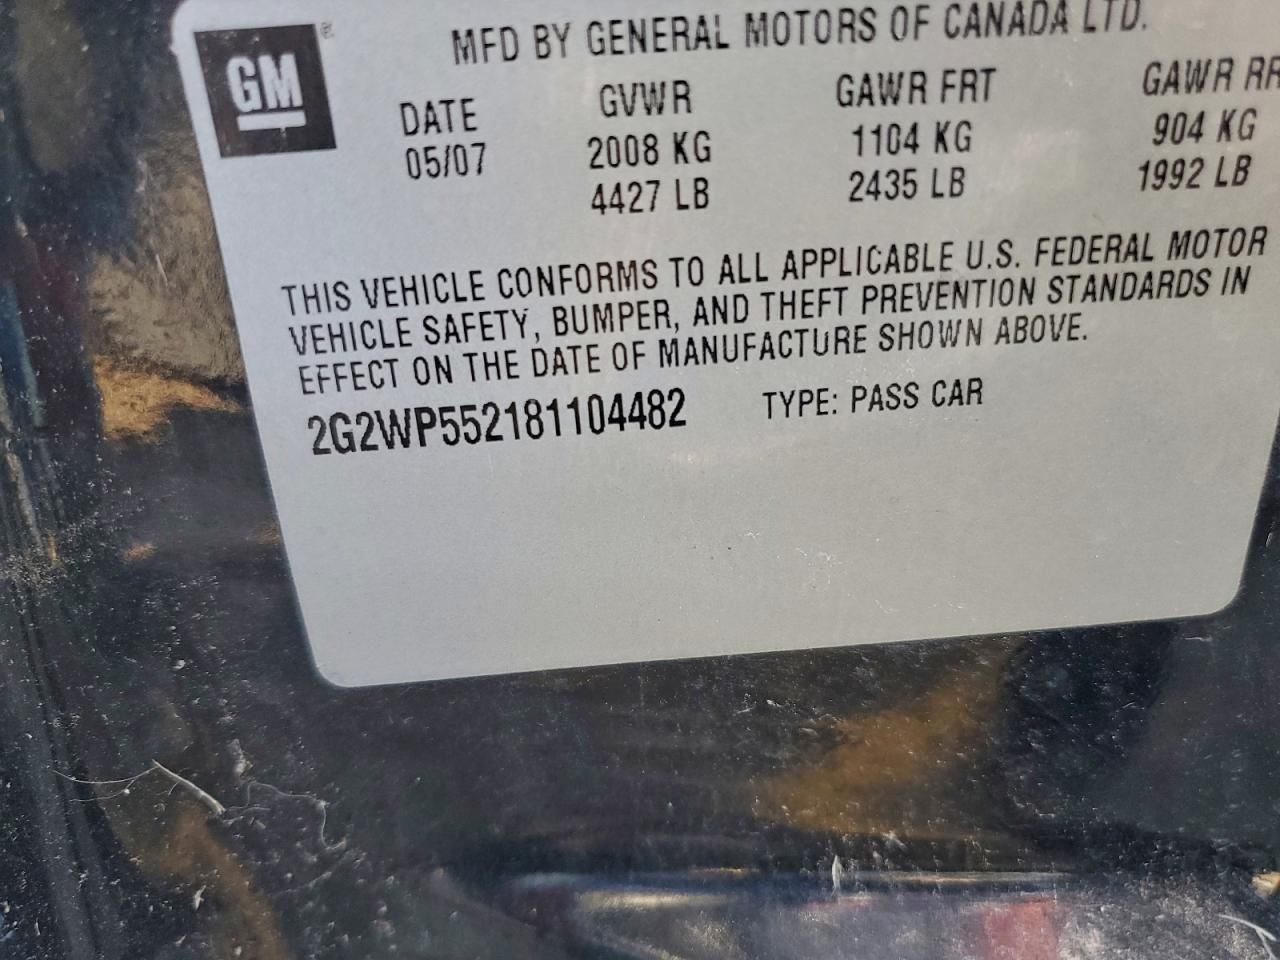 GM
MFD BY GENERAL MOTORS OF CANADA LTD.
DATE GVWR GAWR FRT GAWR RR
05/07 2008 KG 1104 KG 904 KG
4427 LB 2435 LB 1992 LB
THIS VEHICLE CONFORMS TO ALL APPLICABLE U.S. FEDERAL MOTOR
VEHICLE SAFETY, BUMPER, AND THEFT PREVENTION STANDARDS IN
EFFECT ON THE DATE OF MANUFACTURE SHOWN ABOVE.
2G2WP552181104482 TYPE: PASS CAR